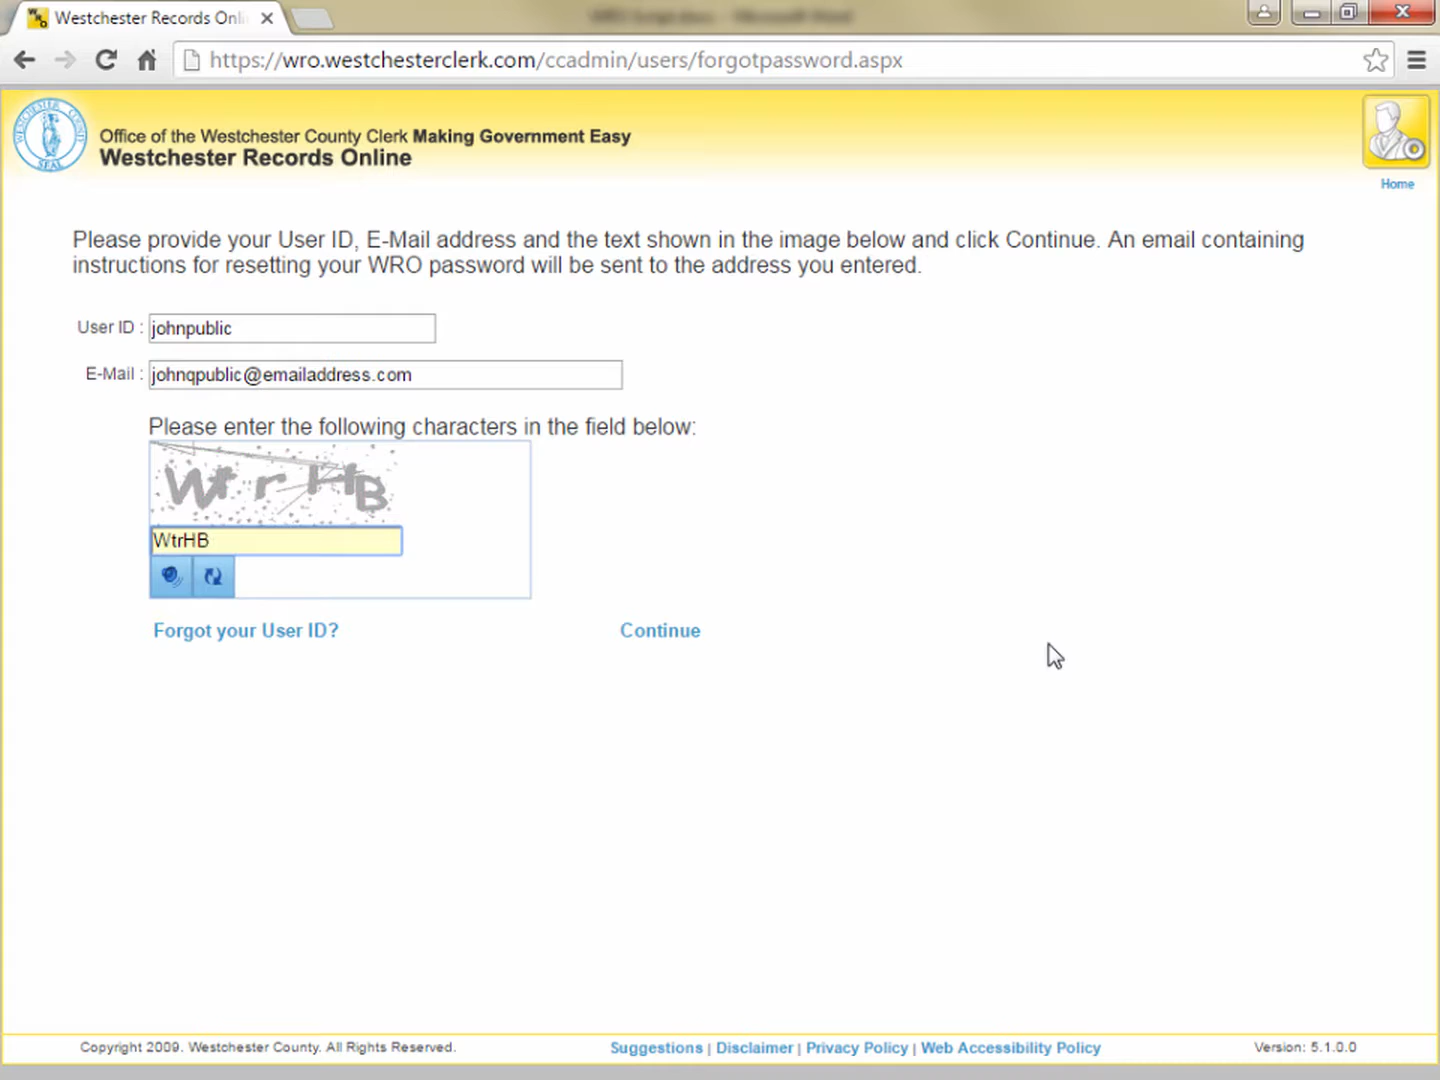 Westchester Records Onli
https://wro.westchesterclerk.com/ccadmin/users/forgotpassword.aspx
Office of the Westchester County Clerk Making Government Easy
Westchester Records Online
Home
Please provide your User ID, E-Mail address and the text shown in the image below and click Continue. An email containing
instructions for resetting your WRO password will be sent to the address you entered.
User ID : johnpublic
E-Mail : johnqpublic@emailaddress.com
Please enter the following characters in the field below:
WtrHB
WtrHB
Forgot your User ID? Continue
Copyright 2009. Westchester County. All Rights Reserved. Suggestions | Disclaimer | Privacy Policy | Web Accessibility Policy Version: 5.1.0.0